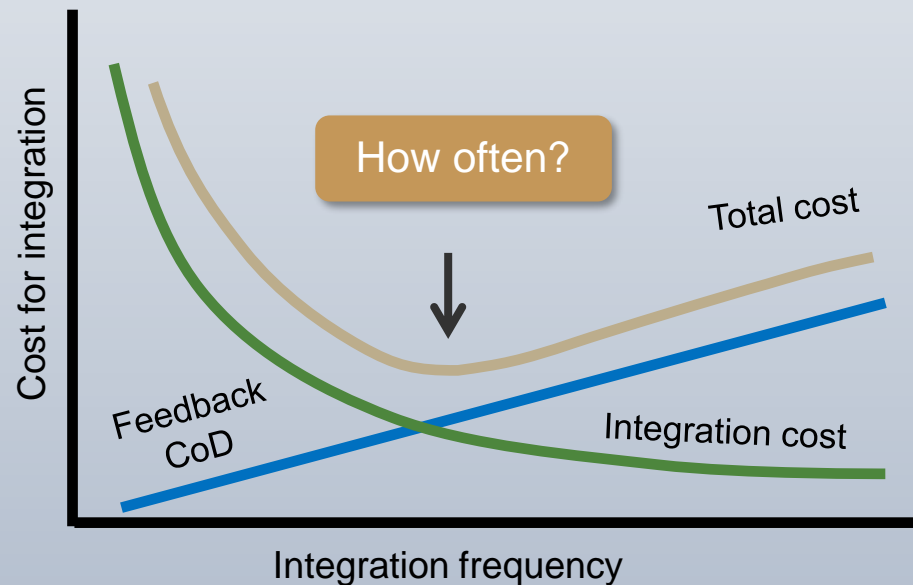 Cost for integration
How often?
Total cost
Feedback
CoD
Integration cost
Integration frequency